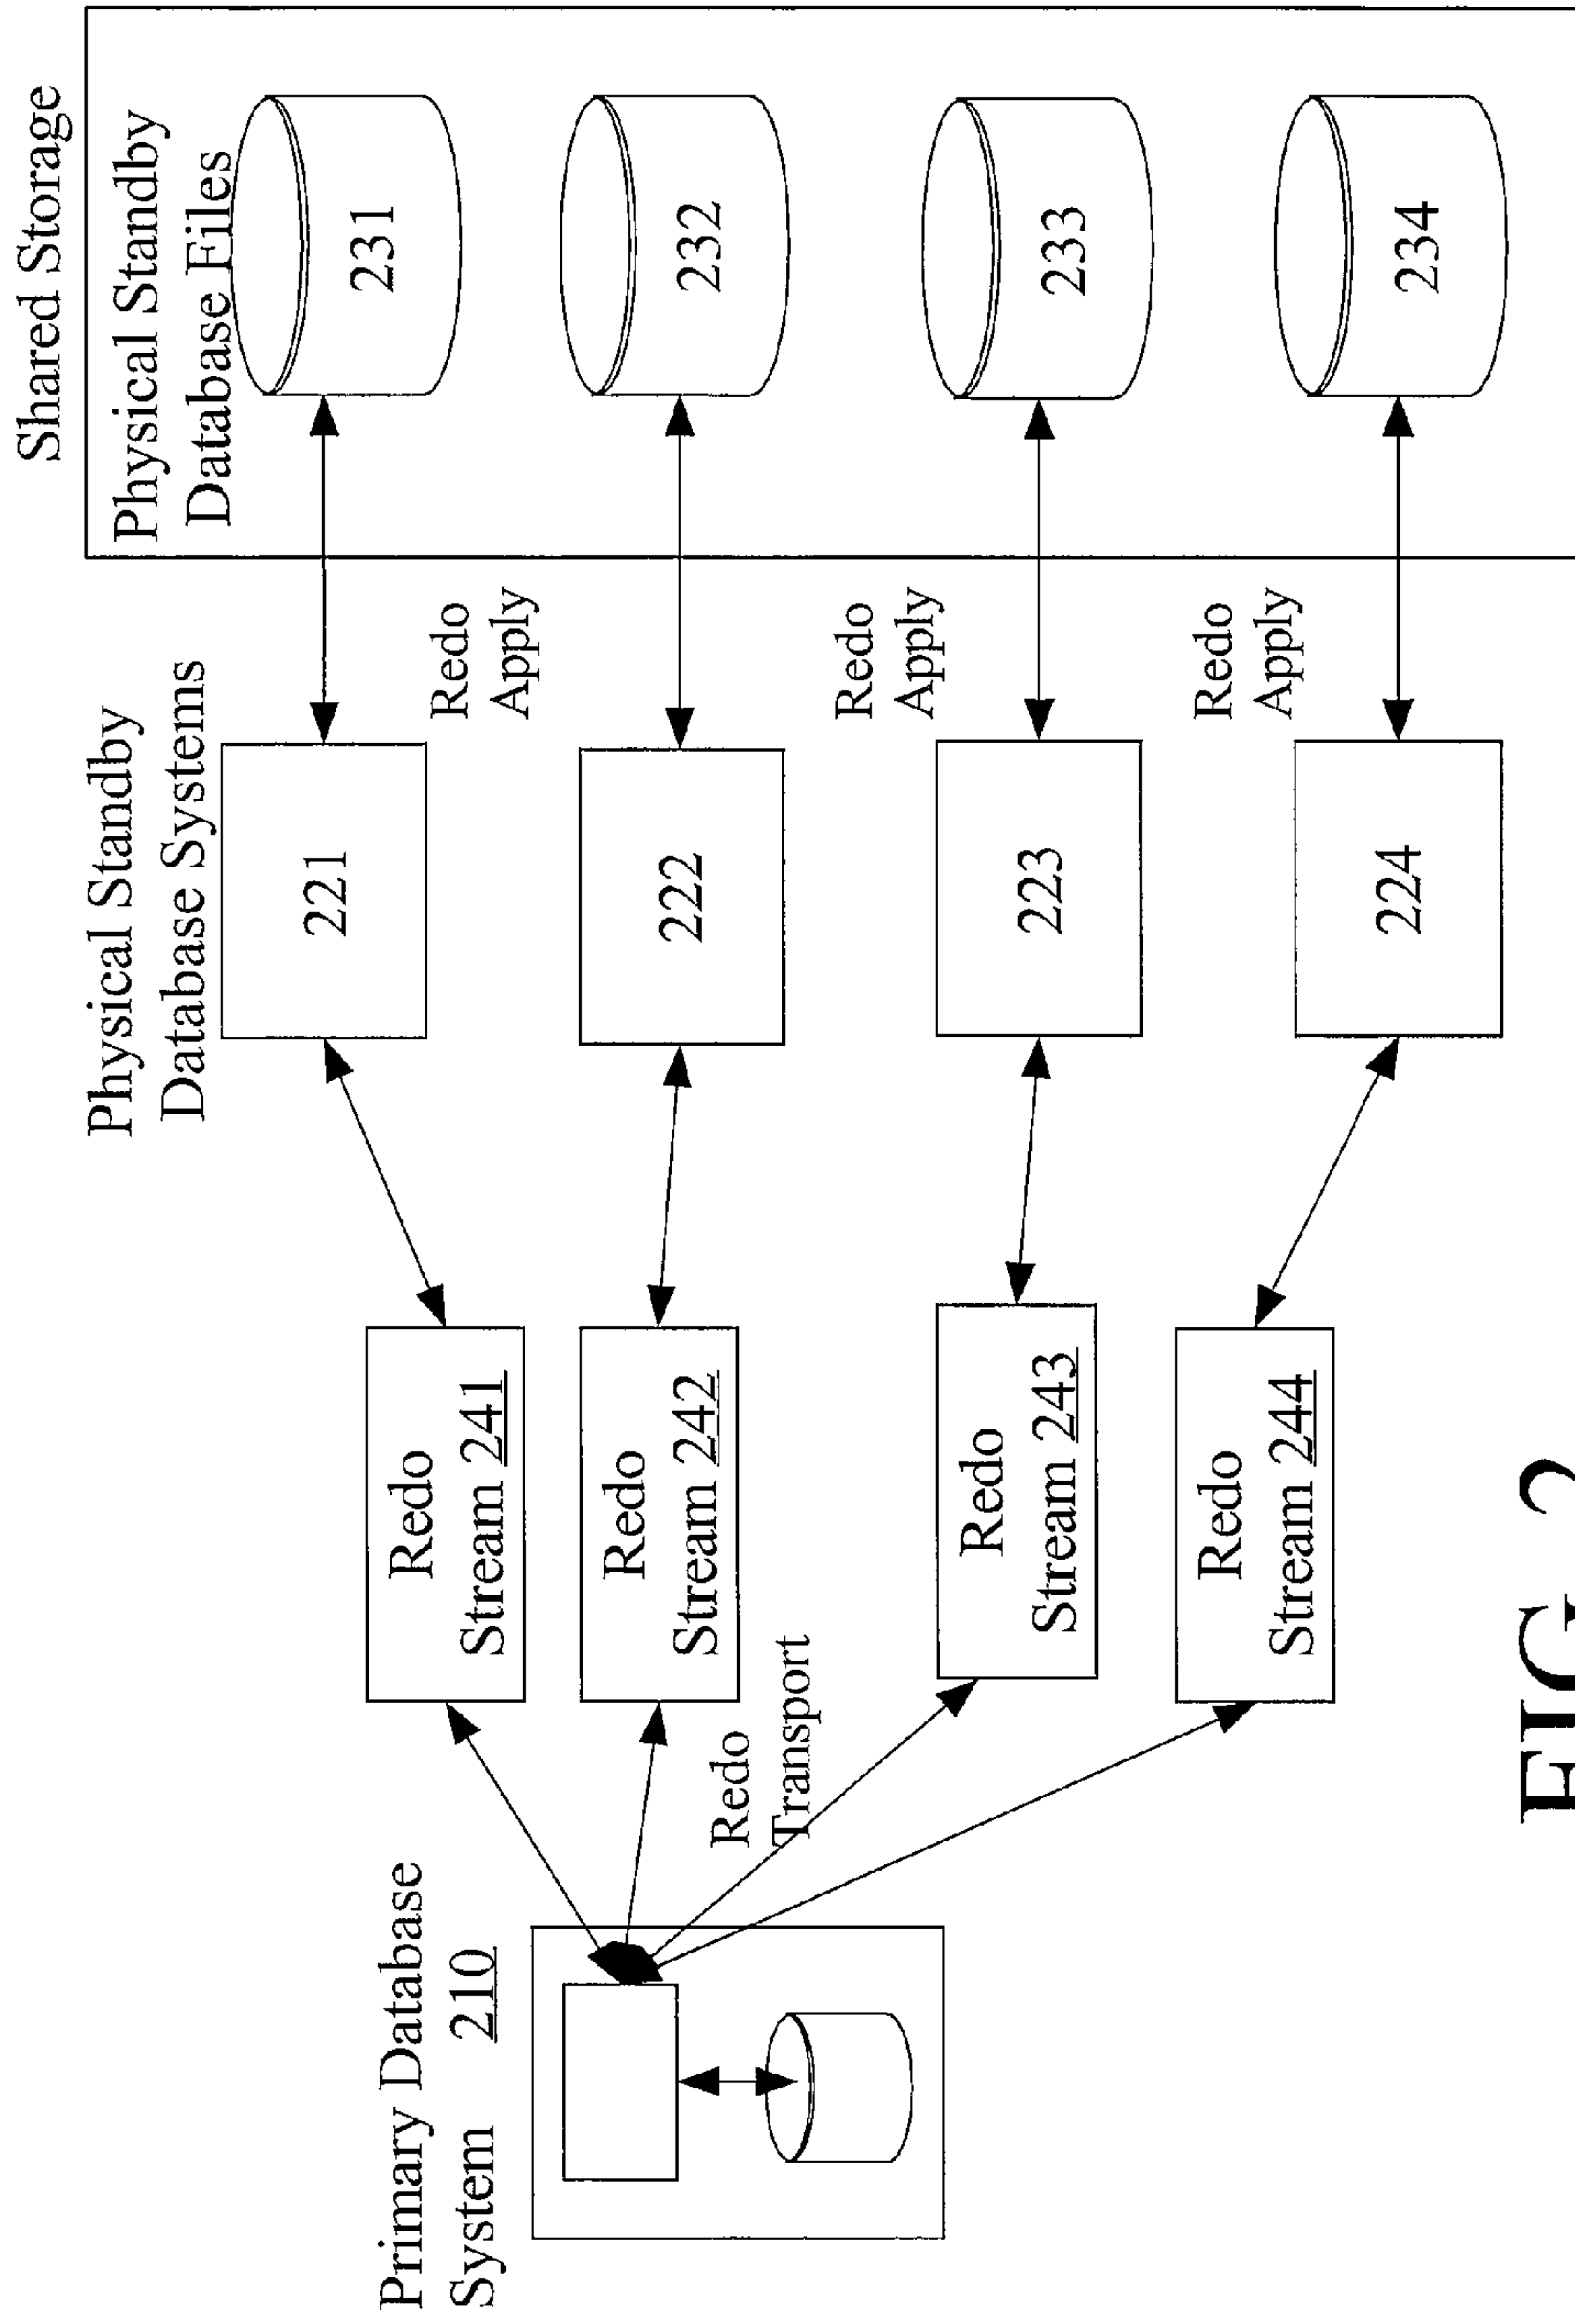 Shared Storage
Physical Standby
Database Files
231
232
233
234
Physical Standby
Database Systems
221
222
223
224
Redo
Apply
Redo
Apply
Redo
Apply
Redo
Stream 241
Redo
Stream 242
Redo
Stream 243
Redo
Stream 244
Redo
Transport
Primary Database
System 210
FIG. 2